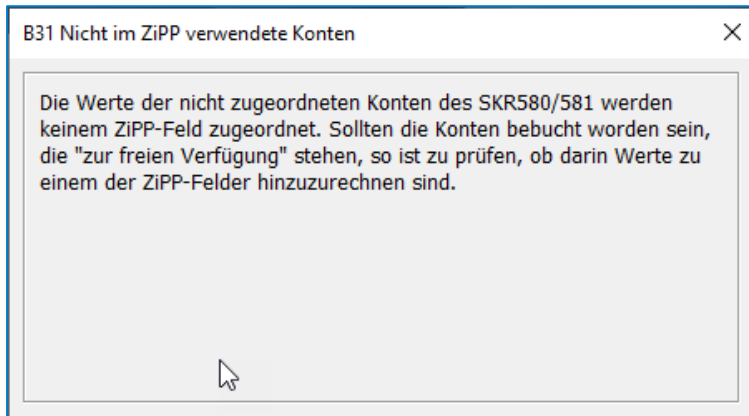 B31 Nicht im ZiPP verwendete Konten
Die Werte der nicht zugeordneten Konten des SKR580/581 werden
keinem ZiPP-Feld zugeordnet. Sollten die Konten bebucht worden sein,
die "zur freien Verfügung" stehen, so ist zu prüfen, ob darin Werte zu
einem der ZiPP-Felder hinzuzurechnen sind.